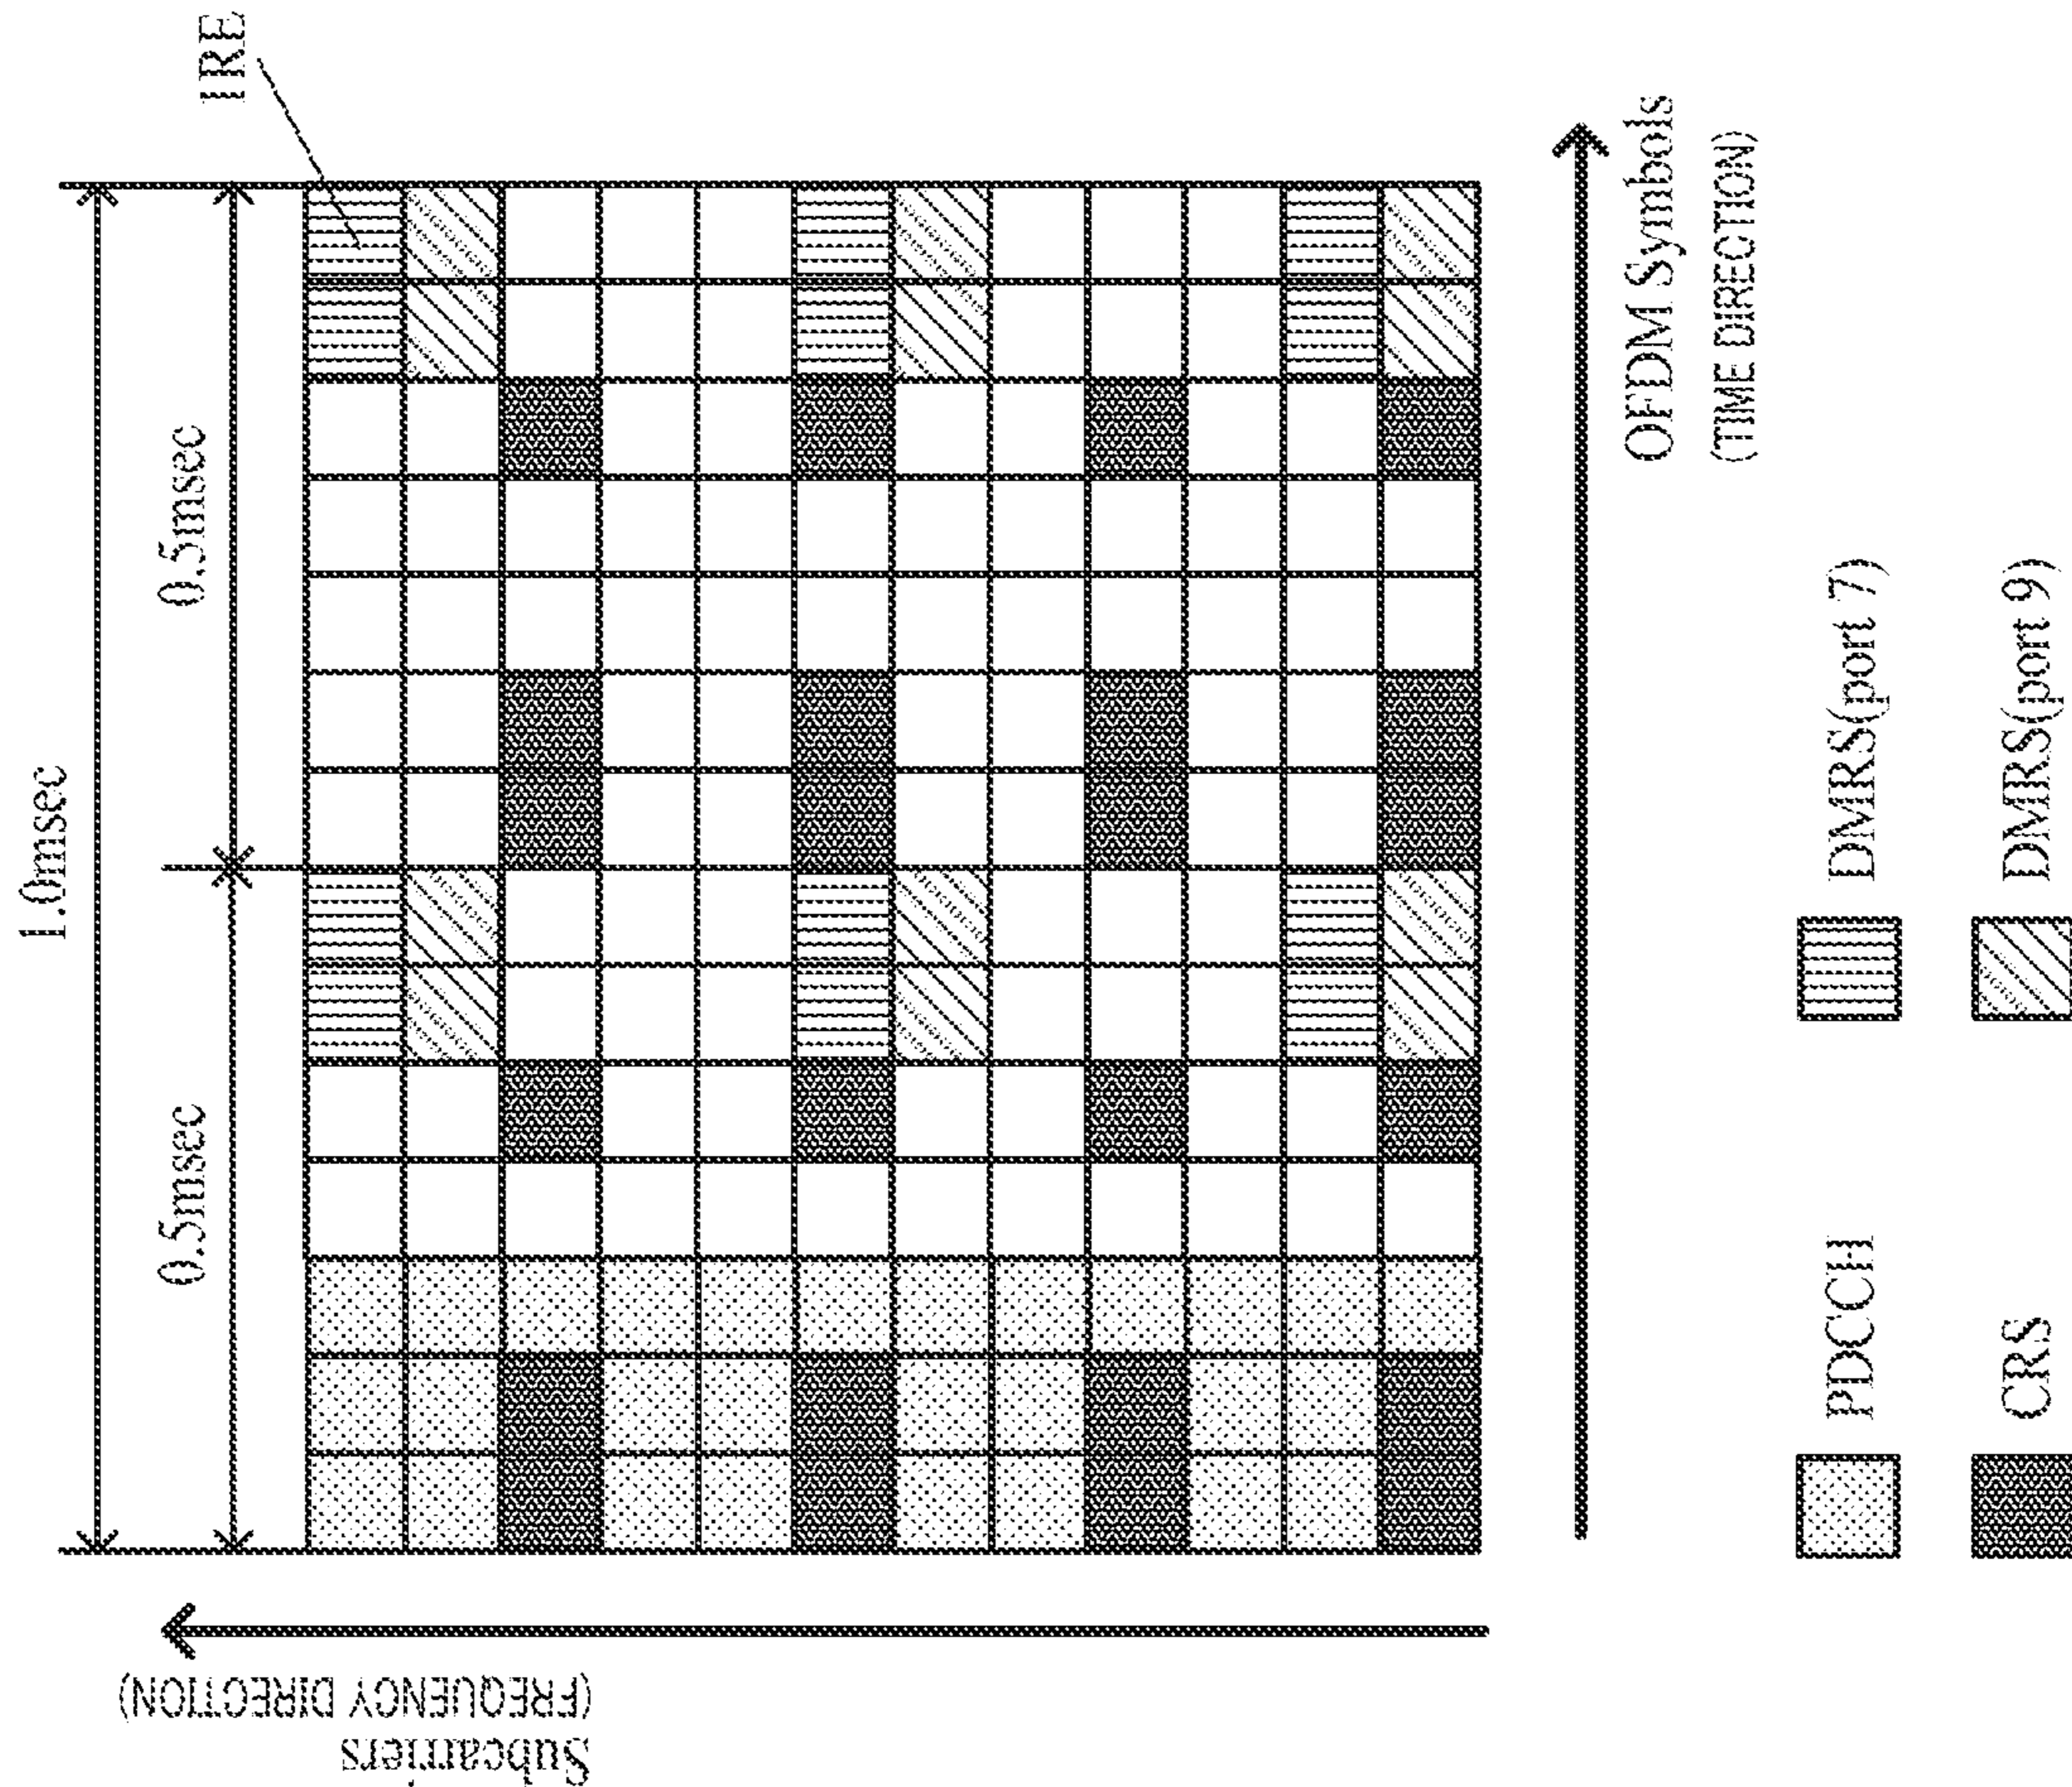 1.0msec
0.5msec
0.5msec
1RE
Subcarriers
(FREQUENCY DIRECTION)
OFDM Symbols
(TIME DIRECTION)
PDCCH
DMRS(port 7)
CRS
DMRS(port 9)